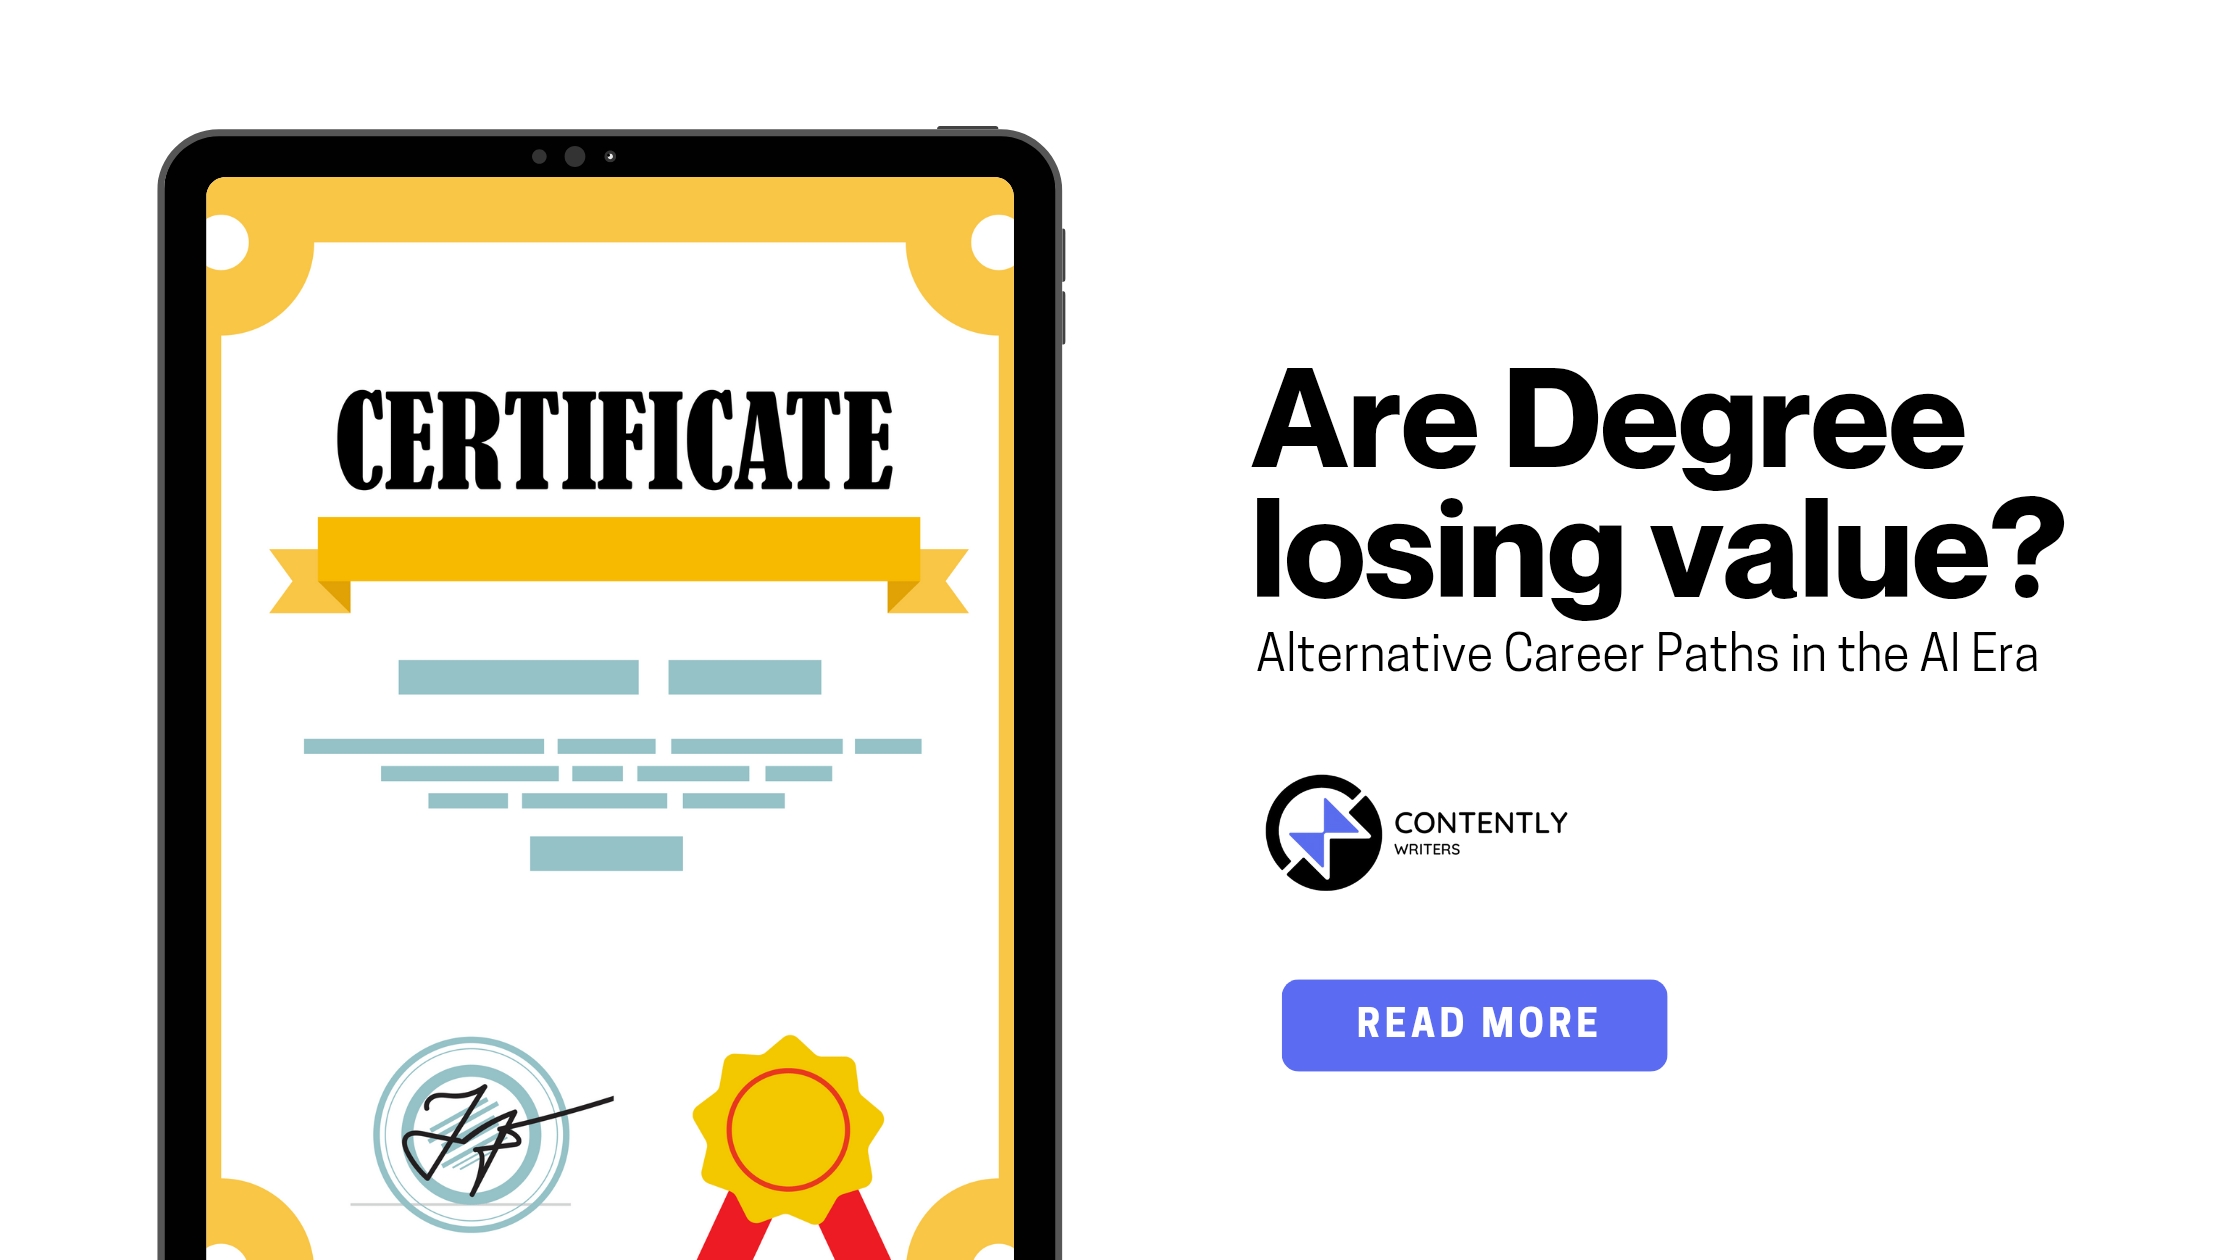 CERTIFICATE
Are Degree
losing value?
Alternative Career Paths in the AI Era
CONTENTLY
WRITERS
READ MORE